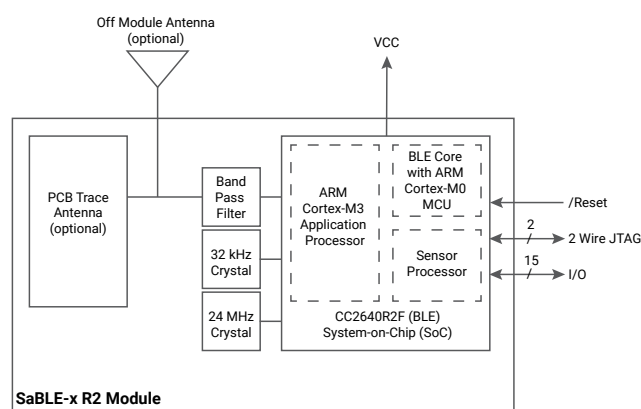 Off Module Antenna
(optional)
VCC
PCB Trace
Antenna
(optional)
Band
Pass
Filter
32 kHz
Crystal
24 MHz
Crystal
ARM
Cortex-M3
Application
Processor
BLE Core
with ARM
Cortex-M0
MCU
Sensor
Processor
CC2640R2F (BLE)
System-on-Chip (SoC)
/Reset
2
2 Wire JTAG
15
I/O
SaBLE-x R2 Module